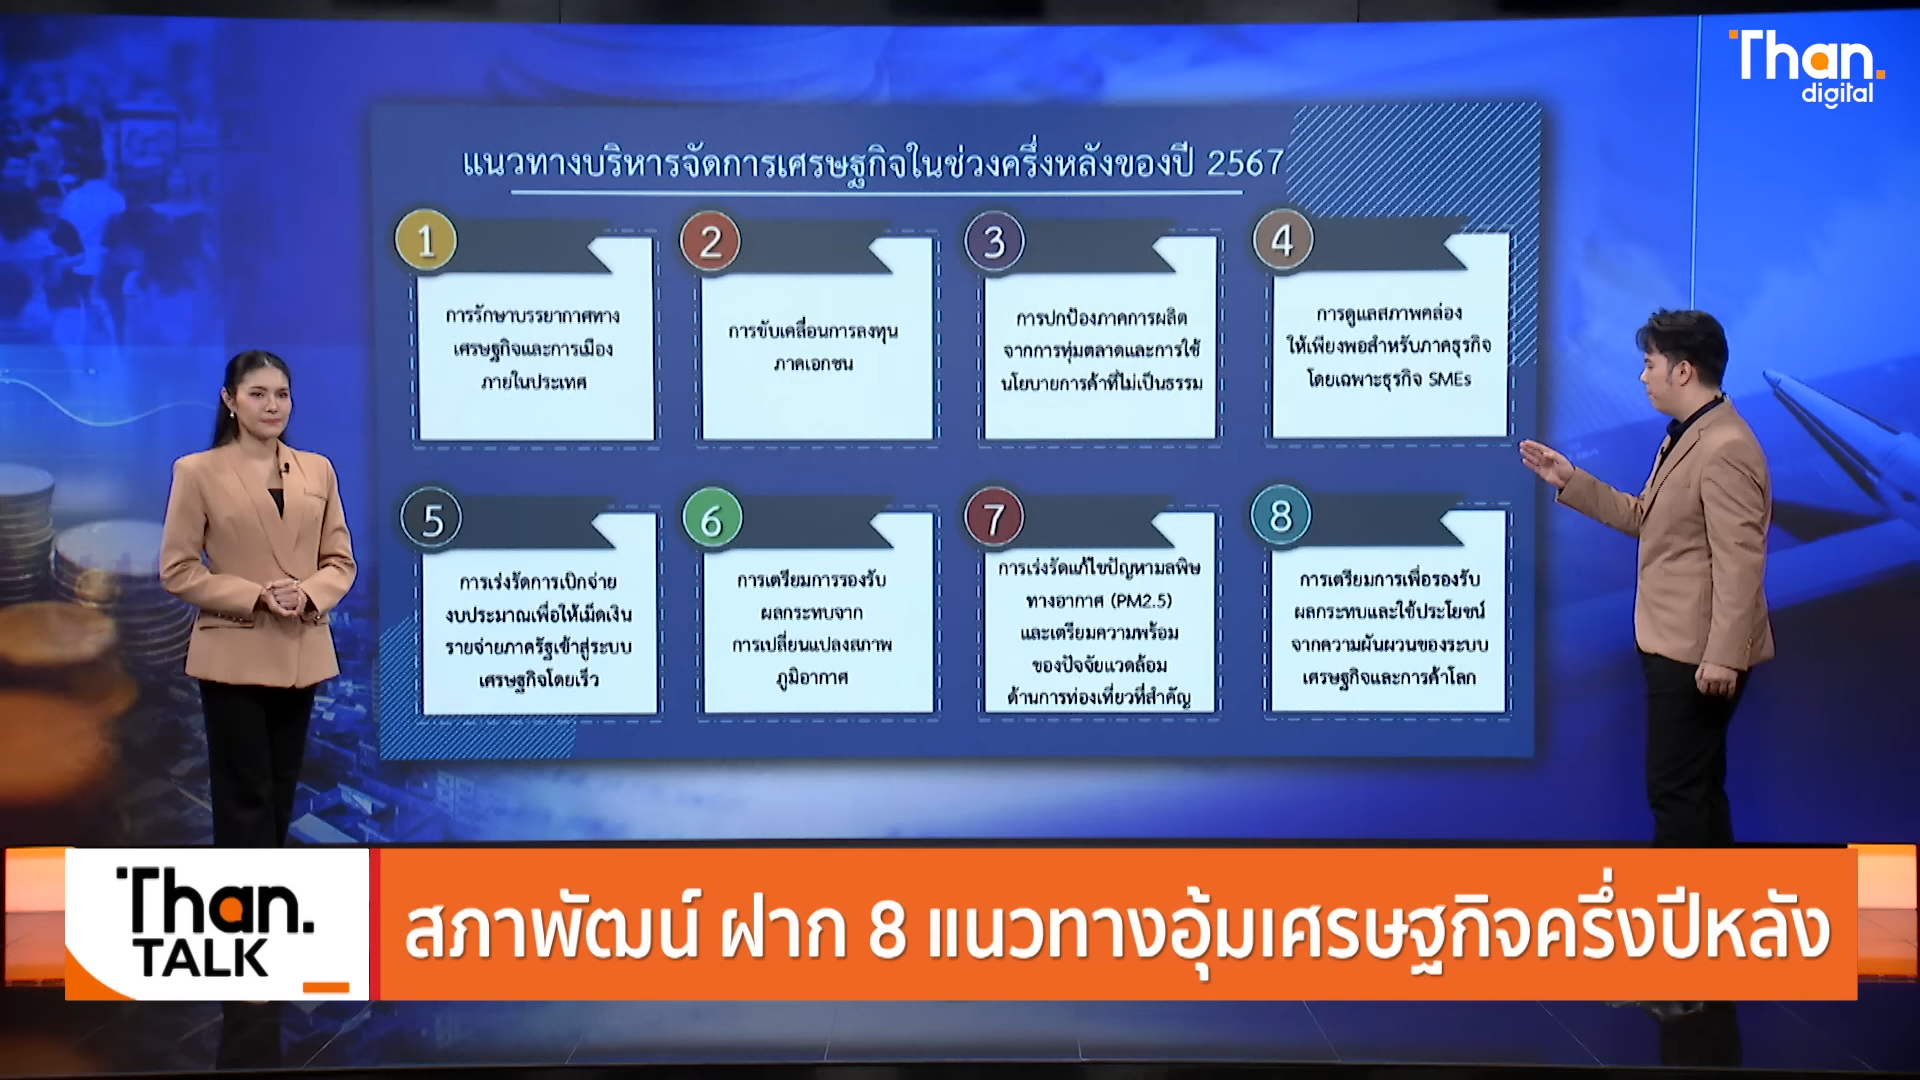 Than.
digital
แนวทางบริหารจัดการเศรษฐกิจในช่วงครึ่งหลังของปี 2567
1
การรักษาบรรยากาศทาง
เศรษฐกิจและการเมือง
ภายในประเทศ
2
การขับเคลื่อนการลงทุน
ภาคเอกชน
3
การปกป้องภาคการผลิต
จากการทุ่มตลาดและการใช้
นโยบายการค้าที่ไม่เป็นธรรม
4
การดูแลสภาพคล่อง
ให้เพียงพอสำหรับภาคธุรกิจ
โดยเฉพาะธุรกิจ SMEs
5
การเร่งรัดการเบิกจ่าย
งบประมาณเพื่อให้เม็ดเงิน
รายจ่ายภาครัฐเข้าสู่ระบบ
เศรษฐกิจโดยเร็ว
6
การเตรียมการรองรับ
ผลกระทบจาก
การเปลี่ยนแปลงสภาพ
ภูมิอากาศ
7
การเร่งรัดแก้ไขปัญหามลพิษ
ทางอากาศ (PM2.5)
และเตรียมความพร้อม
ของปัจจัยแวดล้อม
ด้านการท่องเที่ยวที่สำคัญ
8
การเตรียมการเพื่อรองรับ
ผลกระทบและใช้ประโยชน์
จากความผันผวนของระบบ
เศรษฐกิจและการค้าโลก
Than.
TALK
สภาพัฒน์ ฝาก 8 แนวทางอุ้มเศรษฐกิจครึ่งปีหลัง